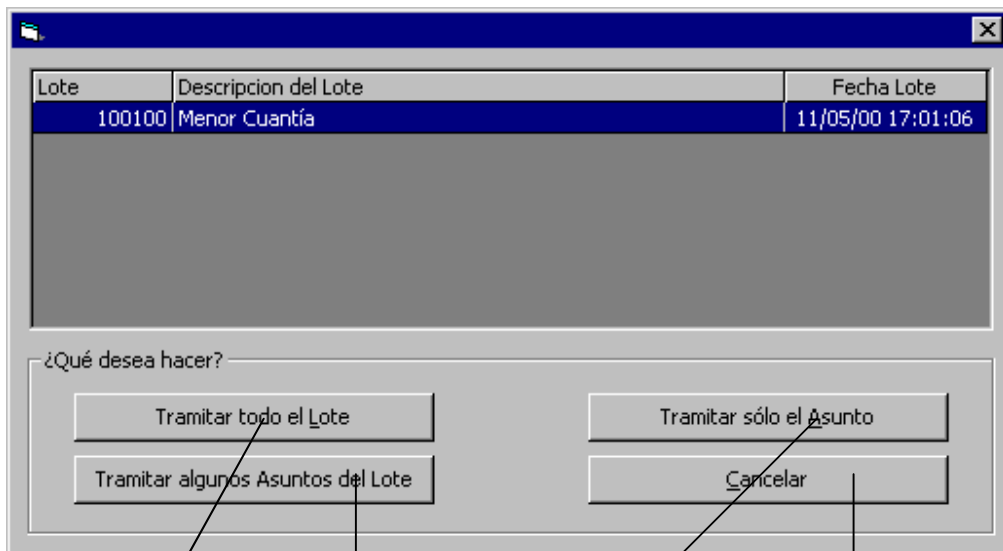 Lote Descripcion del Lote Fecha Lote
100100 Menor Cuantía 11/05/00 17:01:06
¿Qué desea hacer?
Tramitar todo el Lote Tramitar sólo el Asunto
Tramitar algunos Asuntos del Lote Cancelar